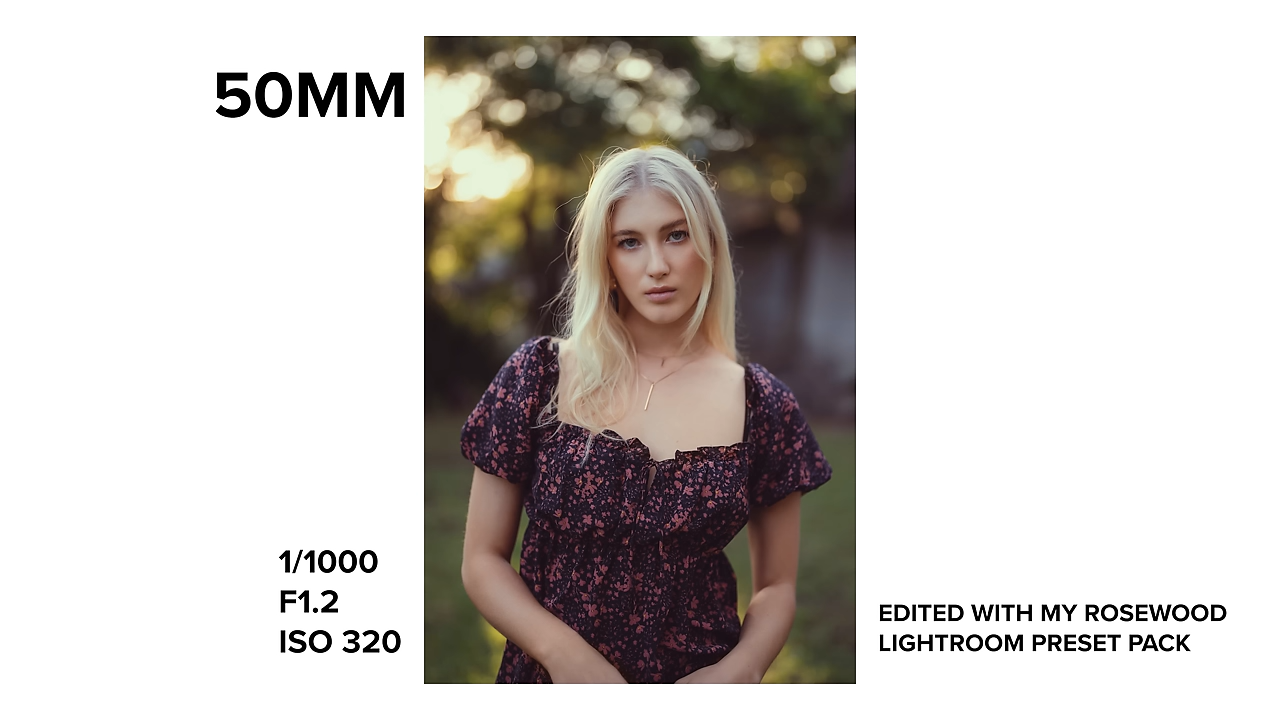 50MM
1/1000
F1.2
ISO 320
EDITED WITH MY ROSEWOOD
LIGHTROOM PRESET PACK